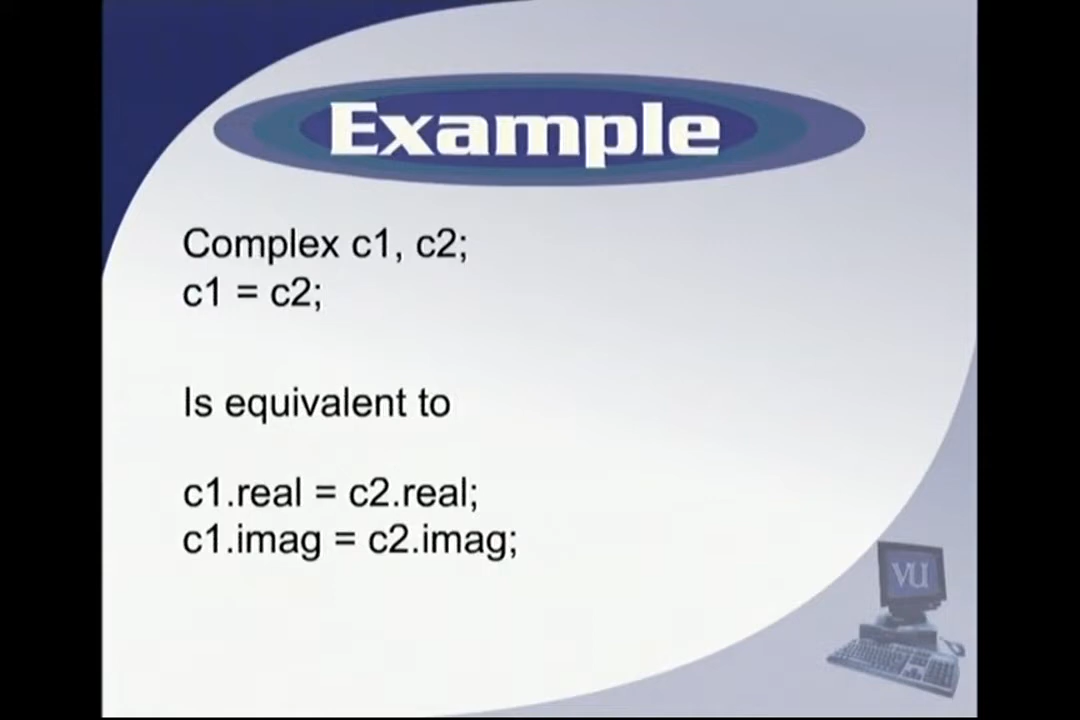 Example
Complex c1, c2;
c1 = c2;
Is equivalent to
c1.real = c2.real;
c1.imag = c2.imag;
VU